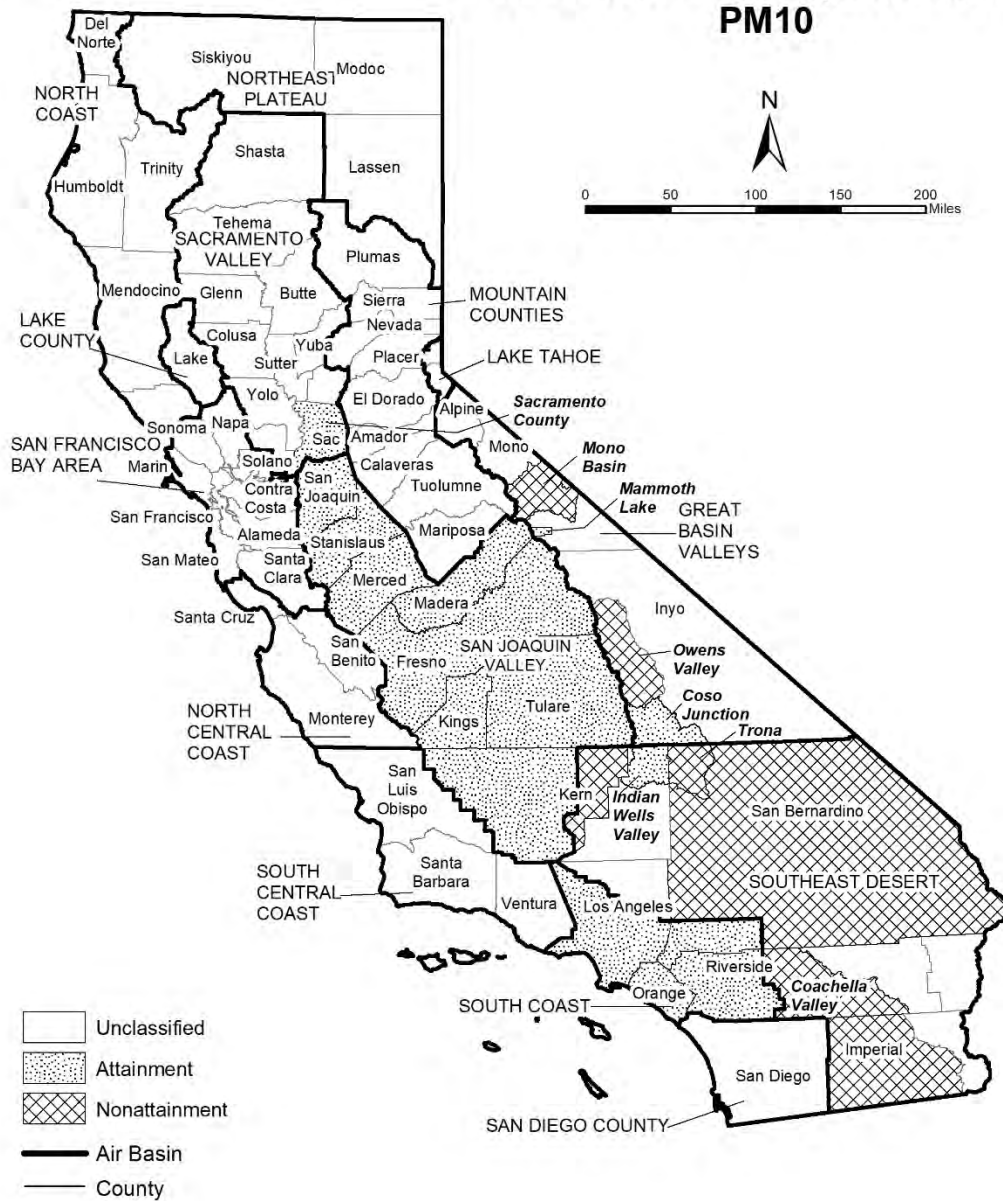 PM10
N
0 50 100 150 200
Miles
Del
Norte
Siskiyou
Modoc
NORTHEAST
PLATEAU
NORTH
COAST
Shasta
Trinity
Lassen
Humboldt
Tehema
SACRAMENTO
VALLEY
Plumas
Mendocino
Glenn
Butte
Sierra
MOUNTAIN
COUNTIES
Nevada
LAKE
COUNTY
Colusa
Yuba
Lake
Sutter
Placer
LAKE TAHOE
Yolo
El Dorado
Alpine
Sacramento
County
Sonoma
Napa
Sac
Amador
Mono
SAN FRANCISCO
BAY AREA
Marin
Solano
Calaveras
Mono
Basin
San
Joaquin
Contra
Costa
Tuolumne
Mammoth
Lake
GREAT
BASIN
VALLEYS
San Francisco
Alameda
Stanislaus
Mariposa
San Mateo
Santa
Clara
Merced
Madera
Inyo
Santa Cruz
San
Benito
Fresno
SAN JOAQUIN
VALLEY
Owens
Valley
Coso
Junction
Trona
NORTH
CENTRAL
COAST
Monterey
Kings
Tulare
San
Luis
Obispo
Kern
Indian
Wells
Valley
San Bernardino
SOUTH
CENTRAL
COAST
Santa
Barbara
Ventura
Los Angeles
SOUTHEAST DESERT
Riverside
Coachella
Valley
SOUTH COAST
Orange
Imperial
San Diego
SAN DIEGO COUNTY
Unclassified
Attainment
Nonattainment
Air Basin
County